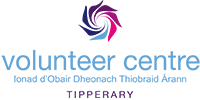 volunteer centre
Ionad d'Obair Dheonach Thiobraid Árann
TIPPERARY